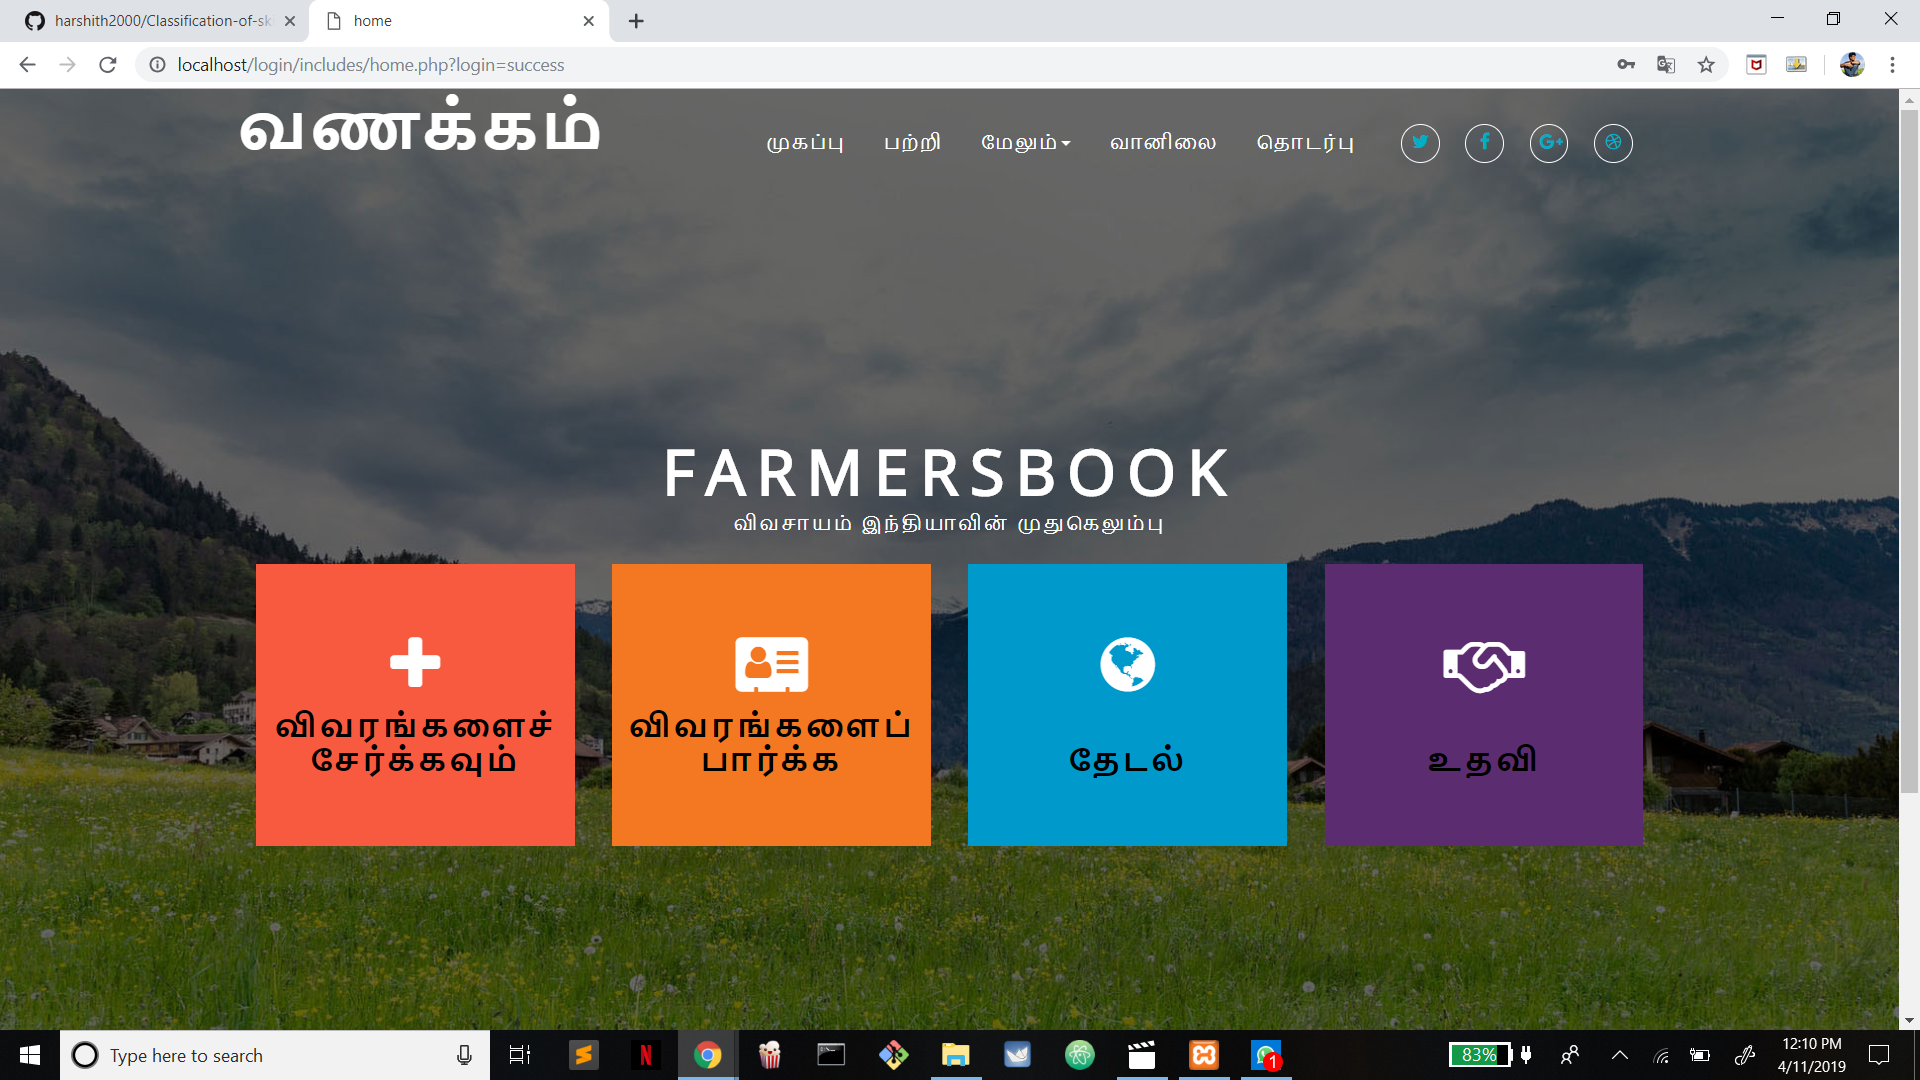 harshith2000/Classification-of-sk
home
localhost/login/includes/home.php?login=success
வணக்கம்
முகப்பு பற்றி மேலும் வானிலை தொடர்பு
FARMERSBOOK
விவசாயம் இந்தியாவின் முதுகெலும்பு
விவரங்களைச்
சேர்க்கவும்
விவரங்களைப்
பார்க்க
தேடல்
உதவி
Type here to search
1
83%
12:10 PM
4/11/2019